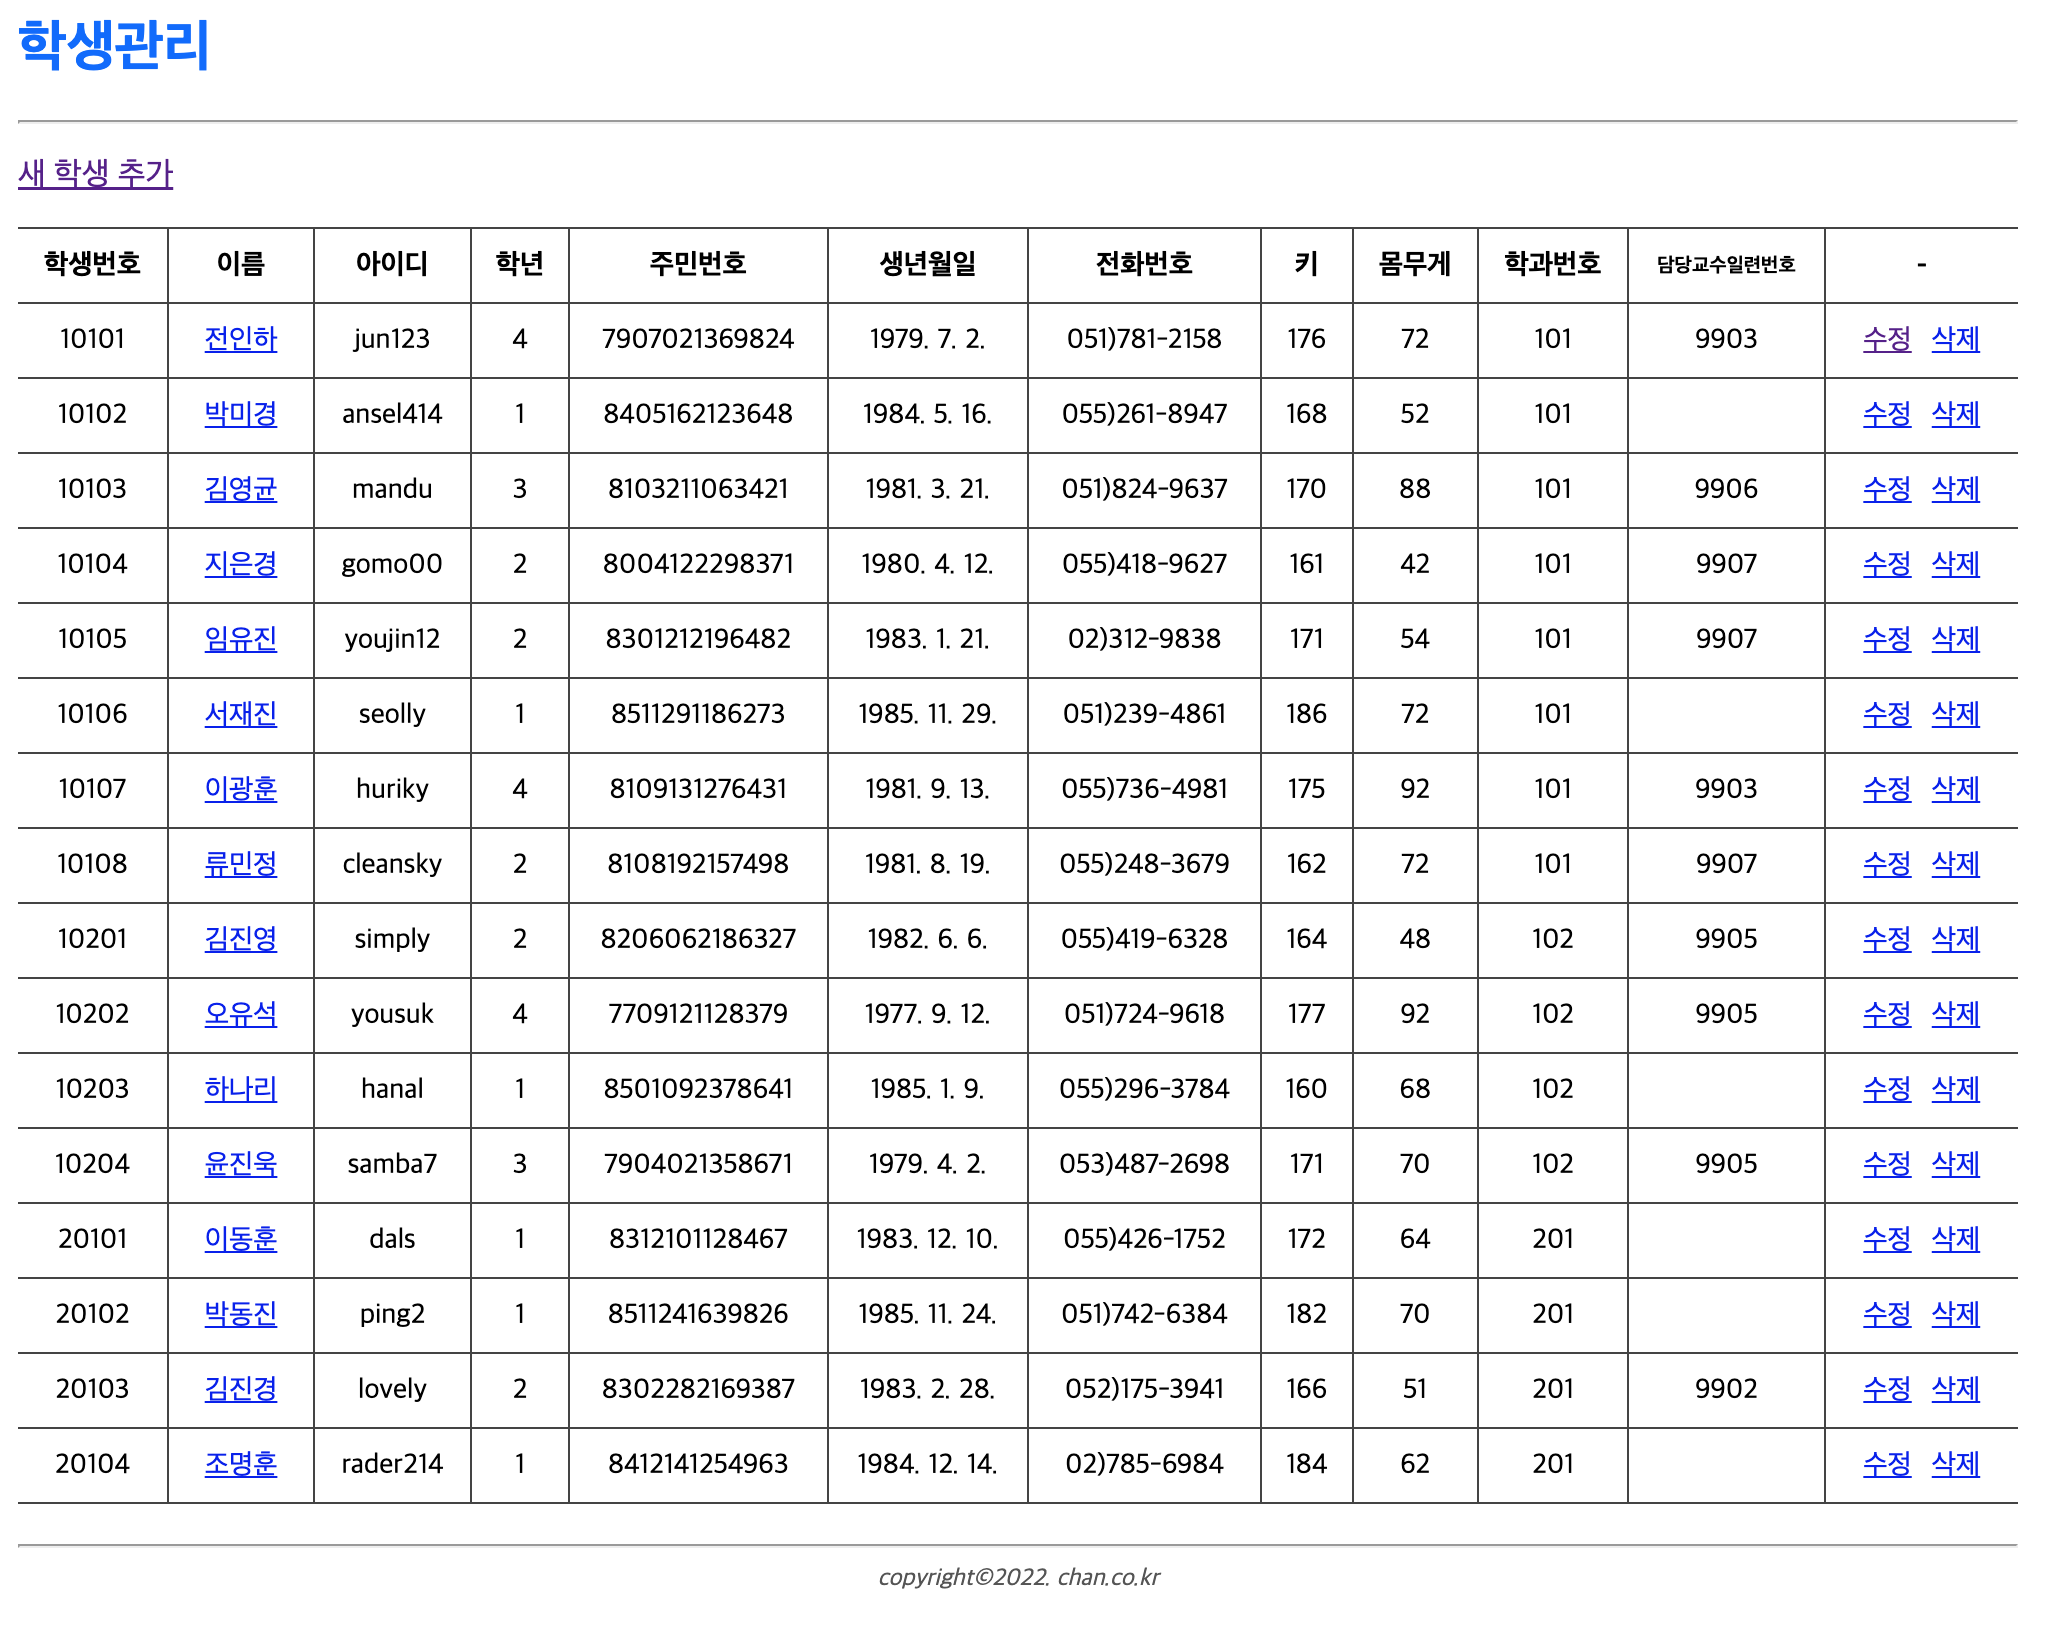 학생관리
새 학생 추가
학생번호 이름 아이디 학년 주민번호 생년월일 전화번호 키 몸무게 학과번호 담당교수일련번호 -
10101 전인하 jun123 4 7907021369824 1979. 7. 2. 051)781-2158 176 72 101 9903 수정 삭제
10102 박미경 ansel414 1 8405162123648 1984. 5. 16. 055)261-8947 168 52 101 수정 삭제
10103 김영균 mandu 3 8103211063421 1981. 3. 21. 051)824-9637 170 88 101 9906 수정 삭제
10104 지은경 gomo00 2 8004122298371 1980. 4. 12. 055)418-9627 161 42 101 9907 수정 삭제
10105 임유진 youjin12 2 8301212196482 1983. 1. 21. 02)312-9838 171 54 101 9907 수정 삭제
10106 서재진 seolly 1 8511291186273 1985. 11. 29. 051)239-4861 186 72 101 수정 삭제
10107 이광훈 huriky 4 8109131276431 1981. 9. 13. 055)736-4981 175 92 101 9903 수정 삭제
10108 류민정 cleansky 2 8108192157498 1981. 8. 19. 055)248-3679 162 72 101 9907 수정 삭제
10201 김진영 simply 2 8206062186327 1982. 6. 6. 055)419-6328 164 48 102 9905 수정 삭제
10202 오유석 yousuk 4 7709121128379 1977. 9. 12. 051)724-9618 177 92 102 9905 수정 삭제
10203 하나리 hanal 1 8501092378641 1985. 1. 9. 055)296-3784 160 68 102 수정 삭제
10204 윤진욱 samba7 3 7904021358671 1979. 4. 2. 053)487-2698 171 70 102 9905 수정 삭제
20101 이동훈 dals 1 8312101128467 1983. 12. 10. 055)426-1752 172 64 201 수정 삭제
20102 박동진 ping2 1 8511241639826 1985. 11. 24. 051)742-6384 182 70 201 수정 삭제
20103 김진경 lovely 2 8302282169387 1983. 2. 28. 052)175-3941 166 51 201 9902 수정 삭제
20104 조명훈 rader214 1 8412141254963 1984. 12. 14. 02)785-6984 184 62 201 수정 삭제
copyright©2022. chan.co.kr